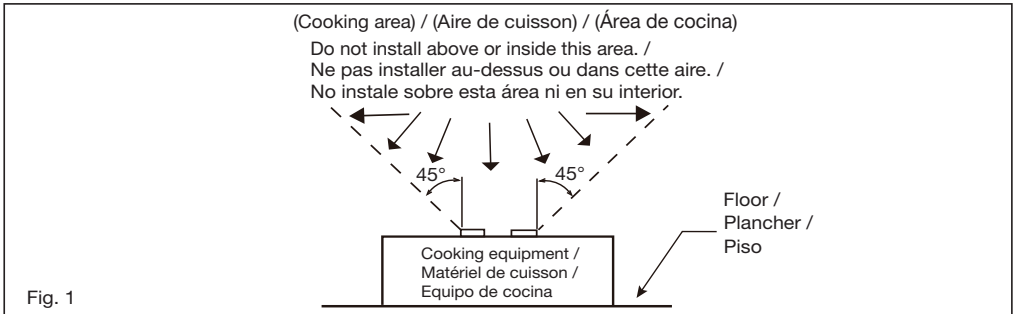 (Cooking area) / (Aire de cuisson) / (Área de cocina)
Do not install above or inside this area. /
Ne pas installer au-dessus ou dans cette aire. /
No instale sobre esta área ni en su interior.
45°
45°
Floor /
Plancher /
Piso
Cooking equipment /
Matériel de cuisson /
Equipo de cocina
Fig. 1